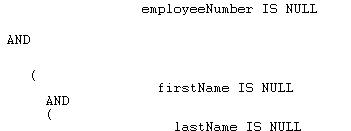 employeeNumber IS NULL
AND
(
firstName IS NULL
AND
(
lastName IS NULL